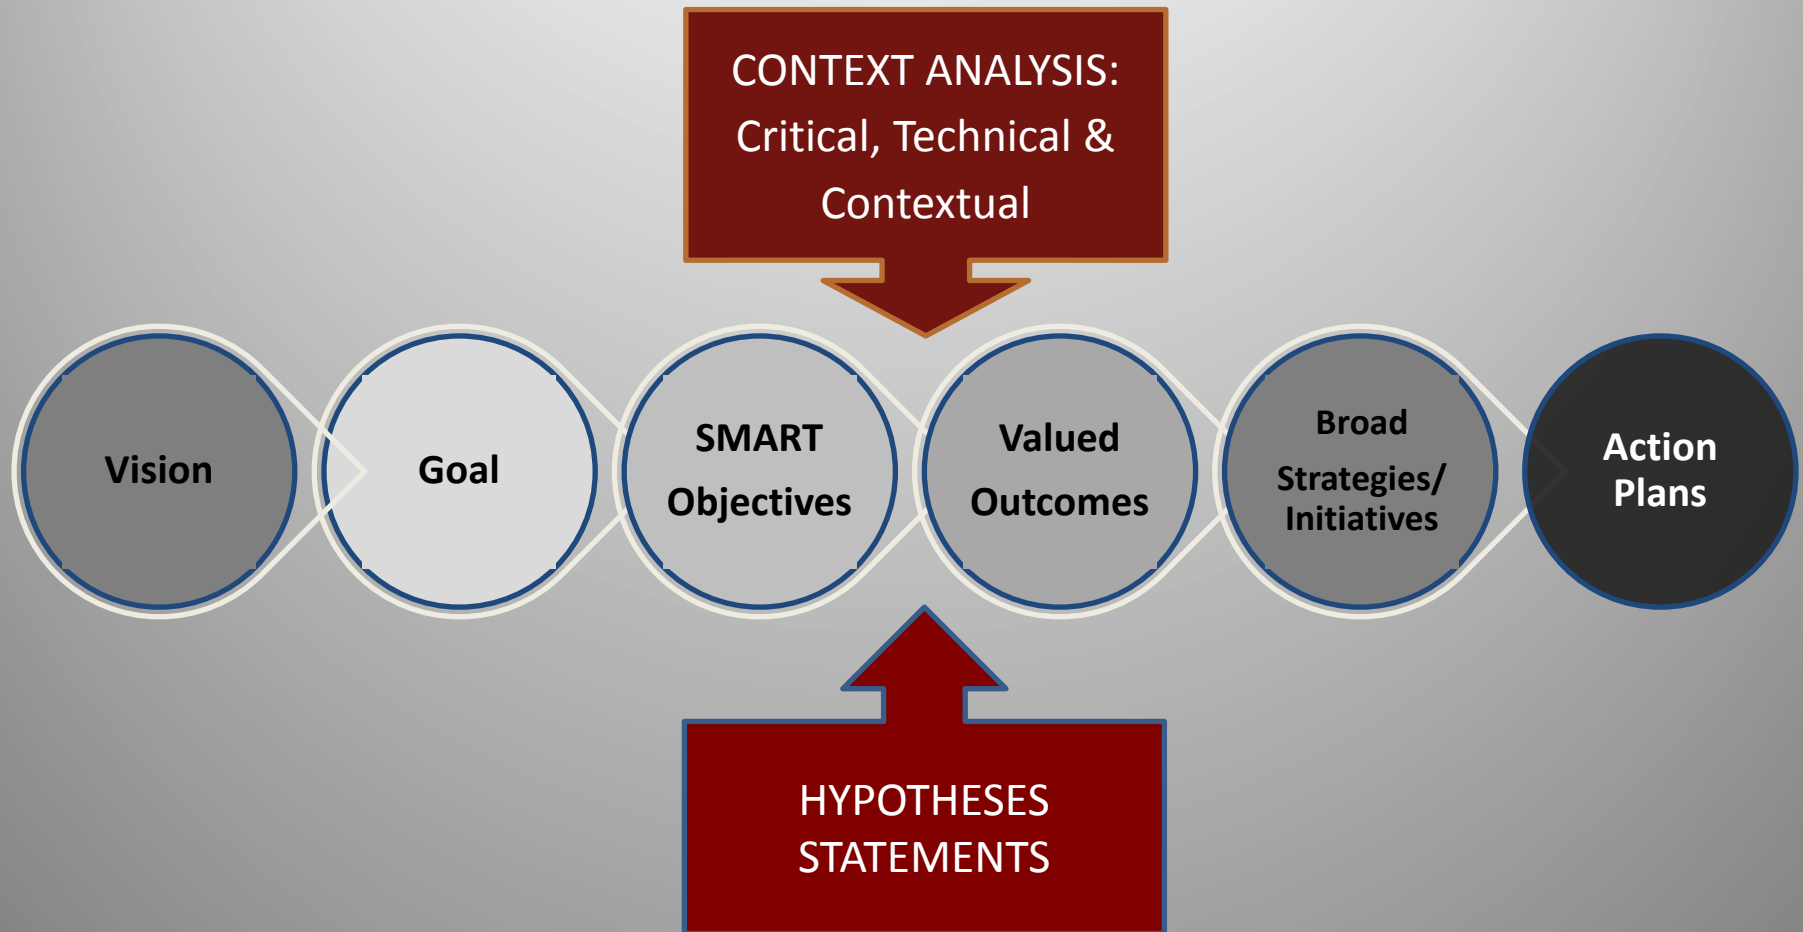 CONTEXT ANALYSIS:
Critical, Technical &
Contextual
Vision
Goal
SMART
Objectives
Valued
Outcomes
Broad
Strategies/
Initiatives
Action
Plans
HYPOTHESES
STATEMENTS